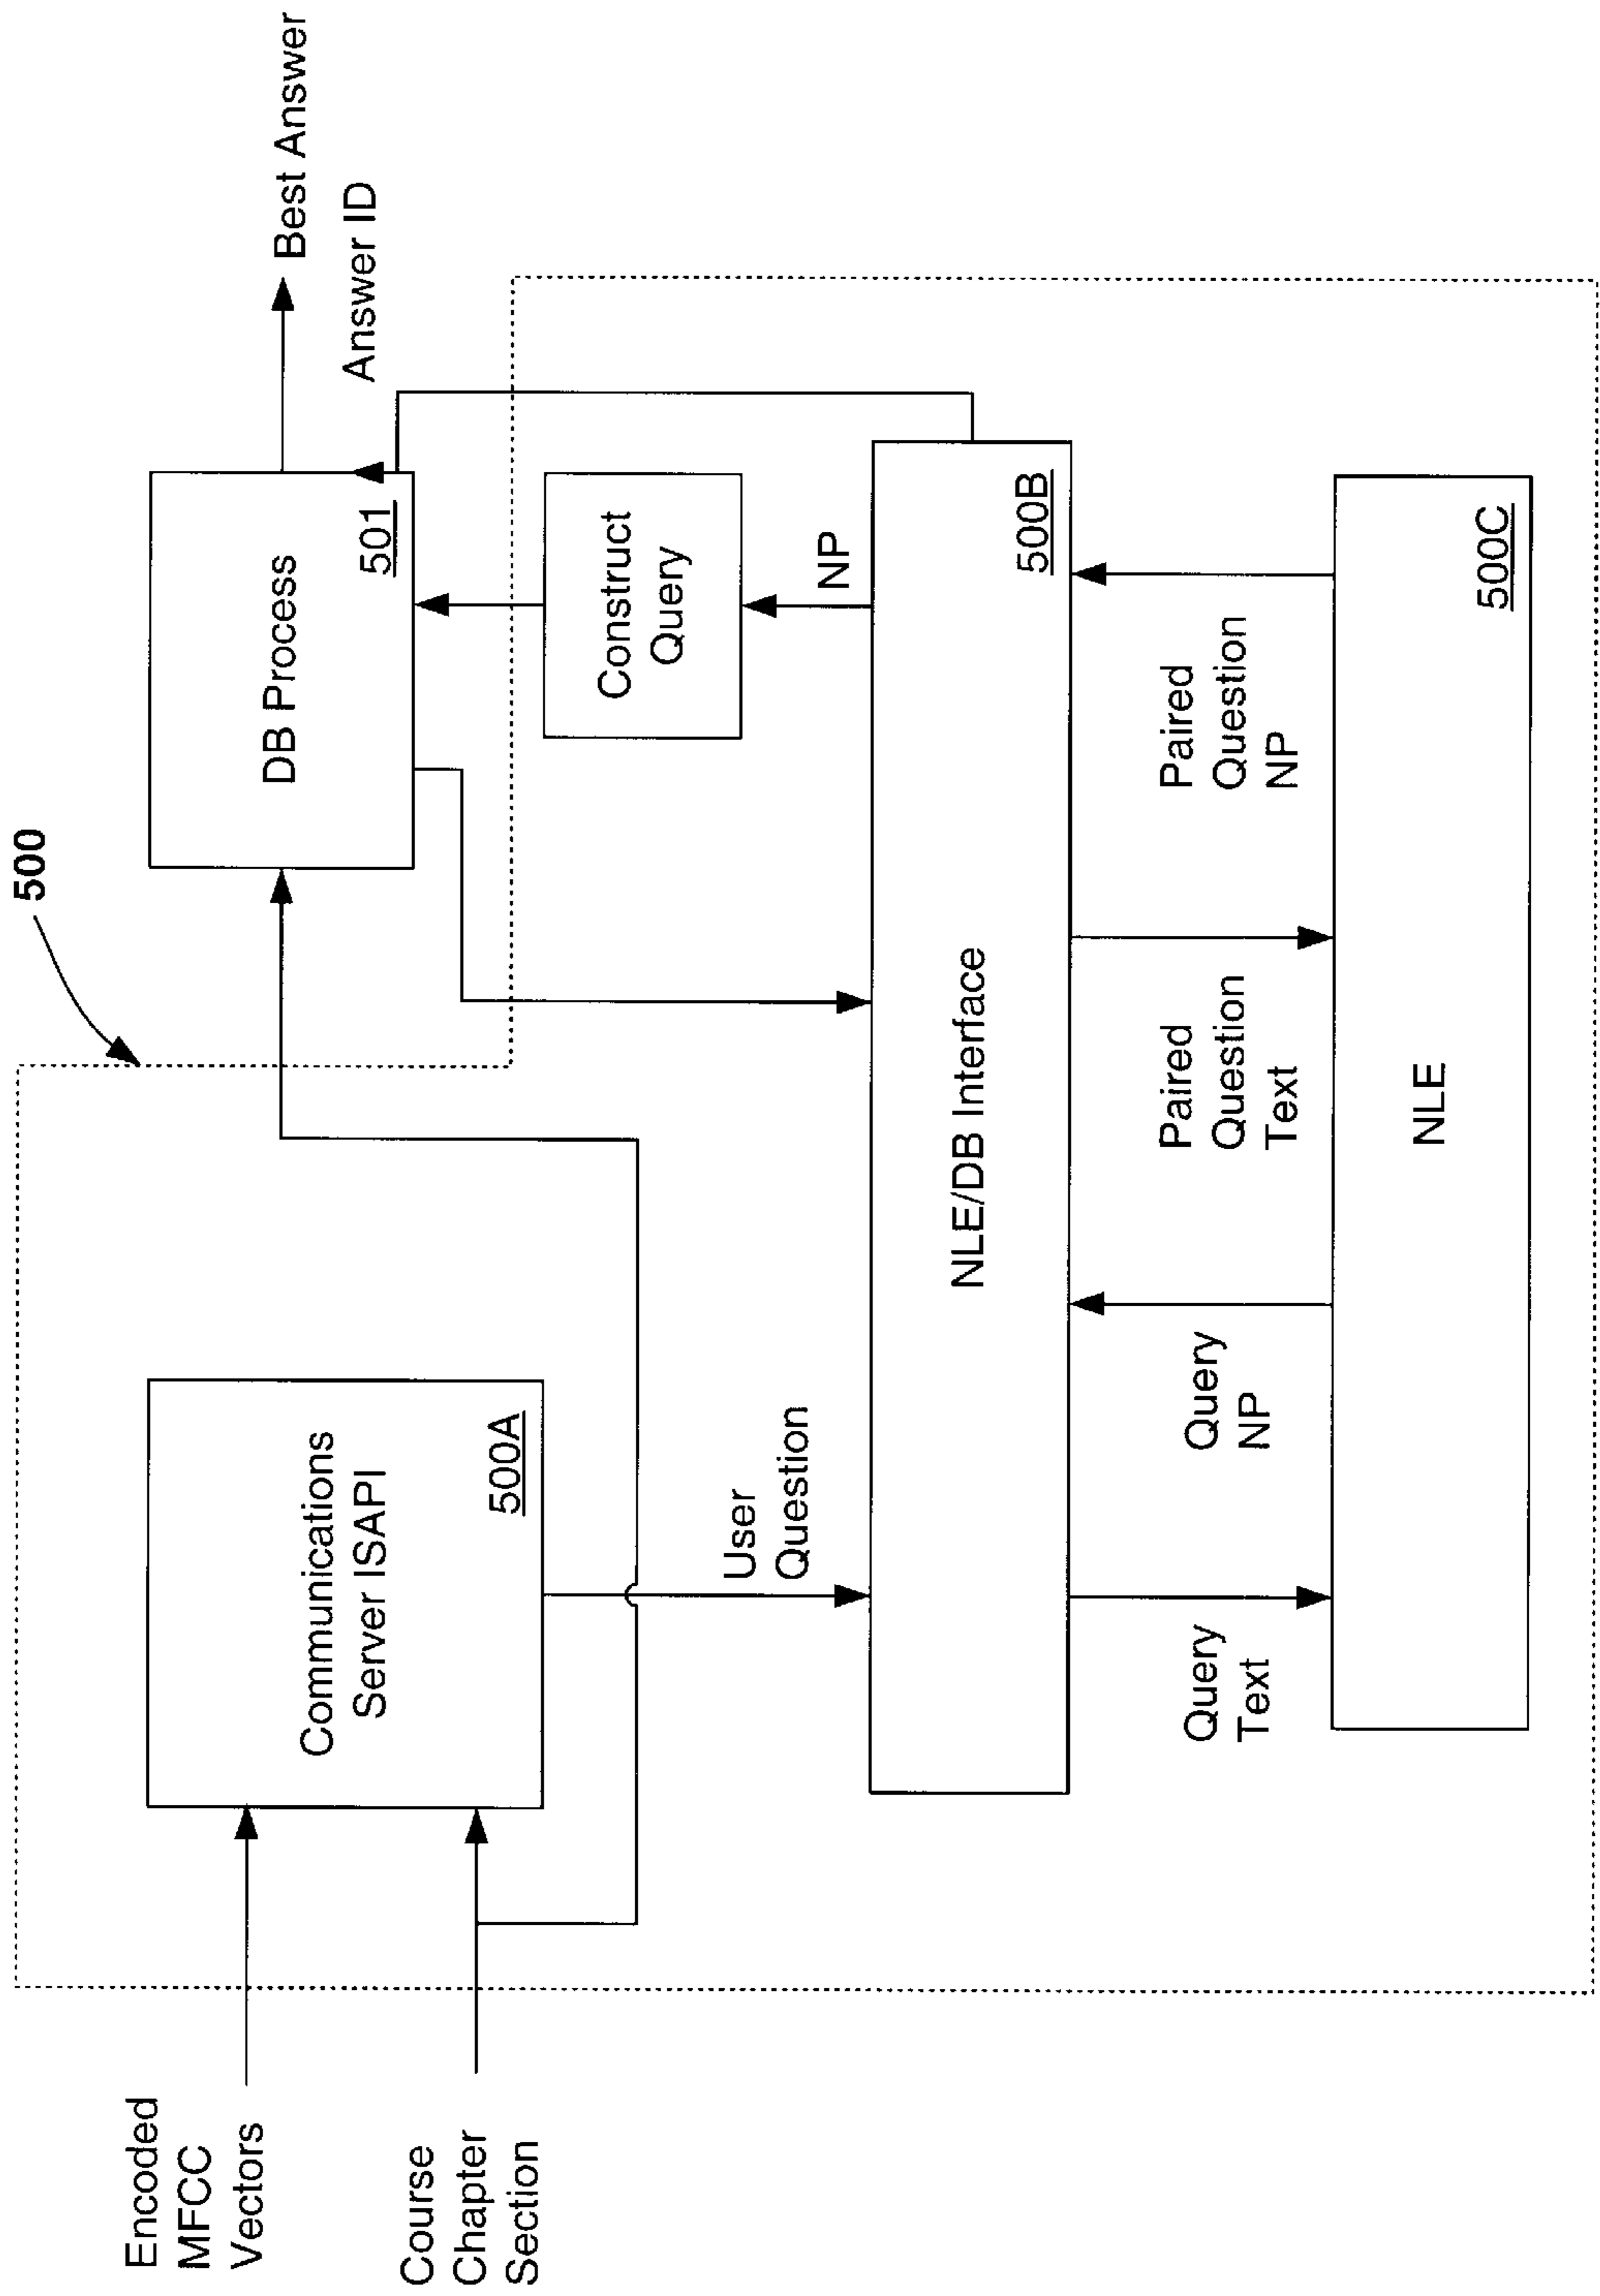 500
Encoded
MFCC
Vectors
Course
Chapter
Section
Communications
Server ISAPI
500A
DB Process
501
Best Answer
Answer ID
Construct
Query
NP
User
Question
NLE/DB Interface
500B
Query
Text
Query
NP
Paired
Question
Text
Paired
Question
NP
NLE
500C